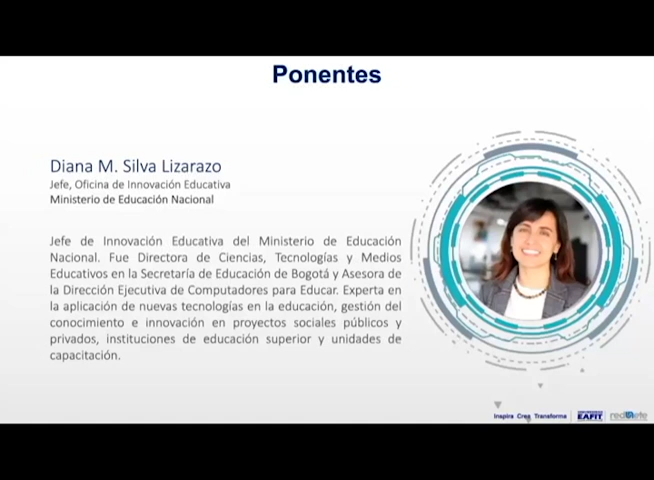 Ponentes
Diana M. Silva Lizarazo
Jefe, Oficina de Innovación Educativa
Ministerio de Educación Nacional
Jefe de Innovación Educativa del Ministerio de Educación
Nacional. Fue Directora de Ciencias, Tecnologías y Medios
Educativos en la Secretaría de Educación de Bogotá y Asesora de
la Dirección Ejecutiva de Computadores para Educar. Experta en
la aplicación de nuevas tecnologías en la educación, gestión del
conocimiento e innovación en proyectos sociales públicos y
privados, instituciones de educación superior y unidades de
capacitación.
Inspira Crea Transforma EAFIT